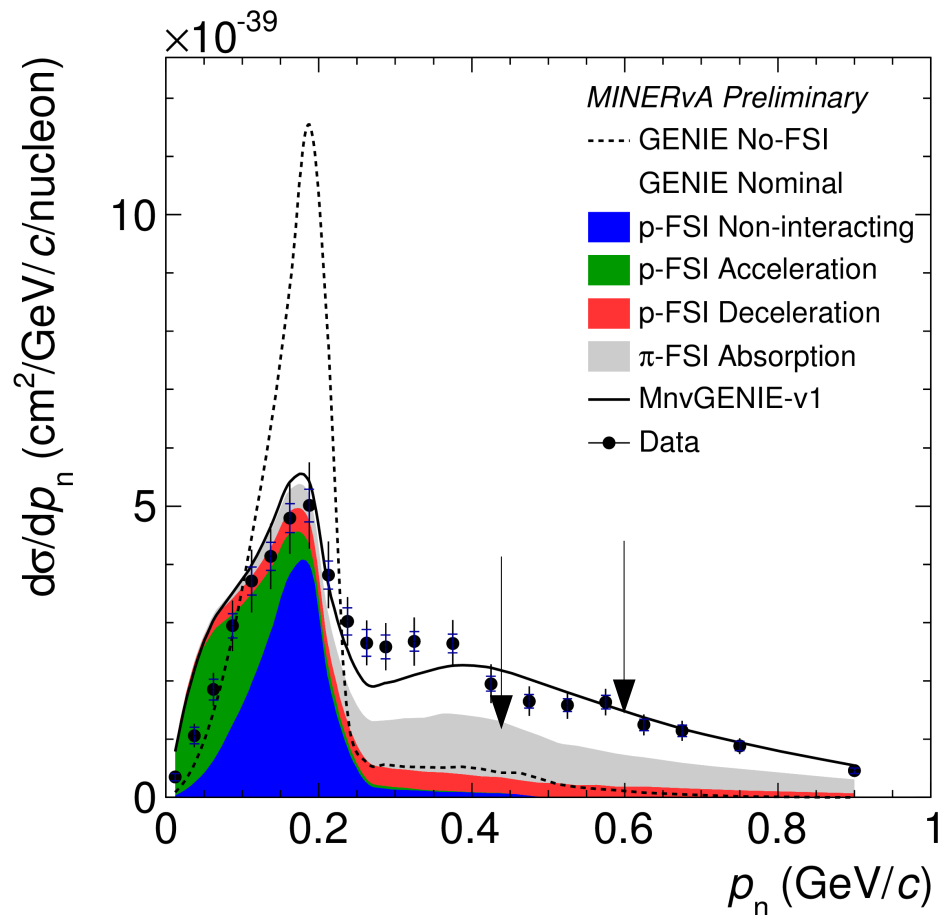 ×10⁻³⁹
dσ/dpₙ (cm²/GeV/c/nucleon)
10
5
0
MINERvA Preliminary
GENIE No-FSI
GENIE Nominal
p-FSI Non-interacting
p-FSI Acceleration
p-FSI Deceleration
π-FSI Absorption
MnvGENIE-v1
Data
0 0.2 0.4 0.6 0.8 1
pₙ (GeV/c)